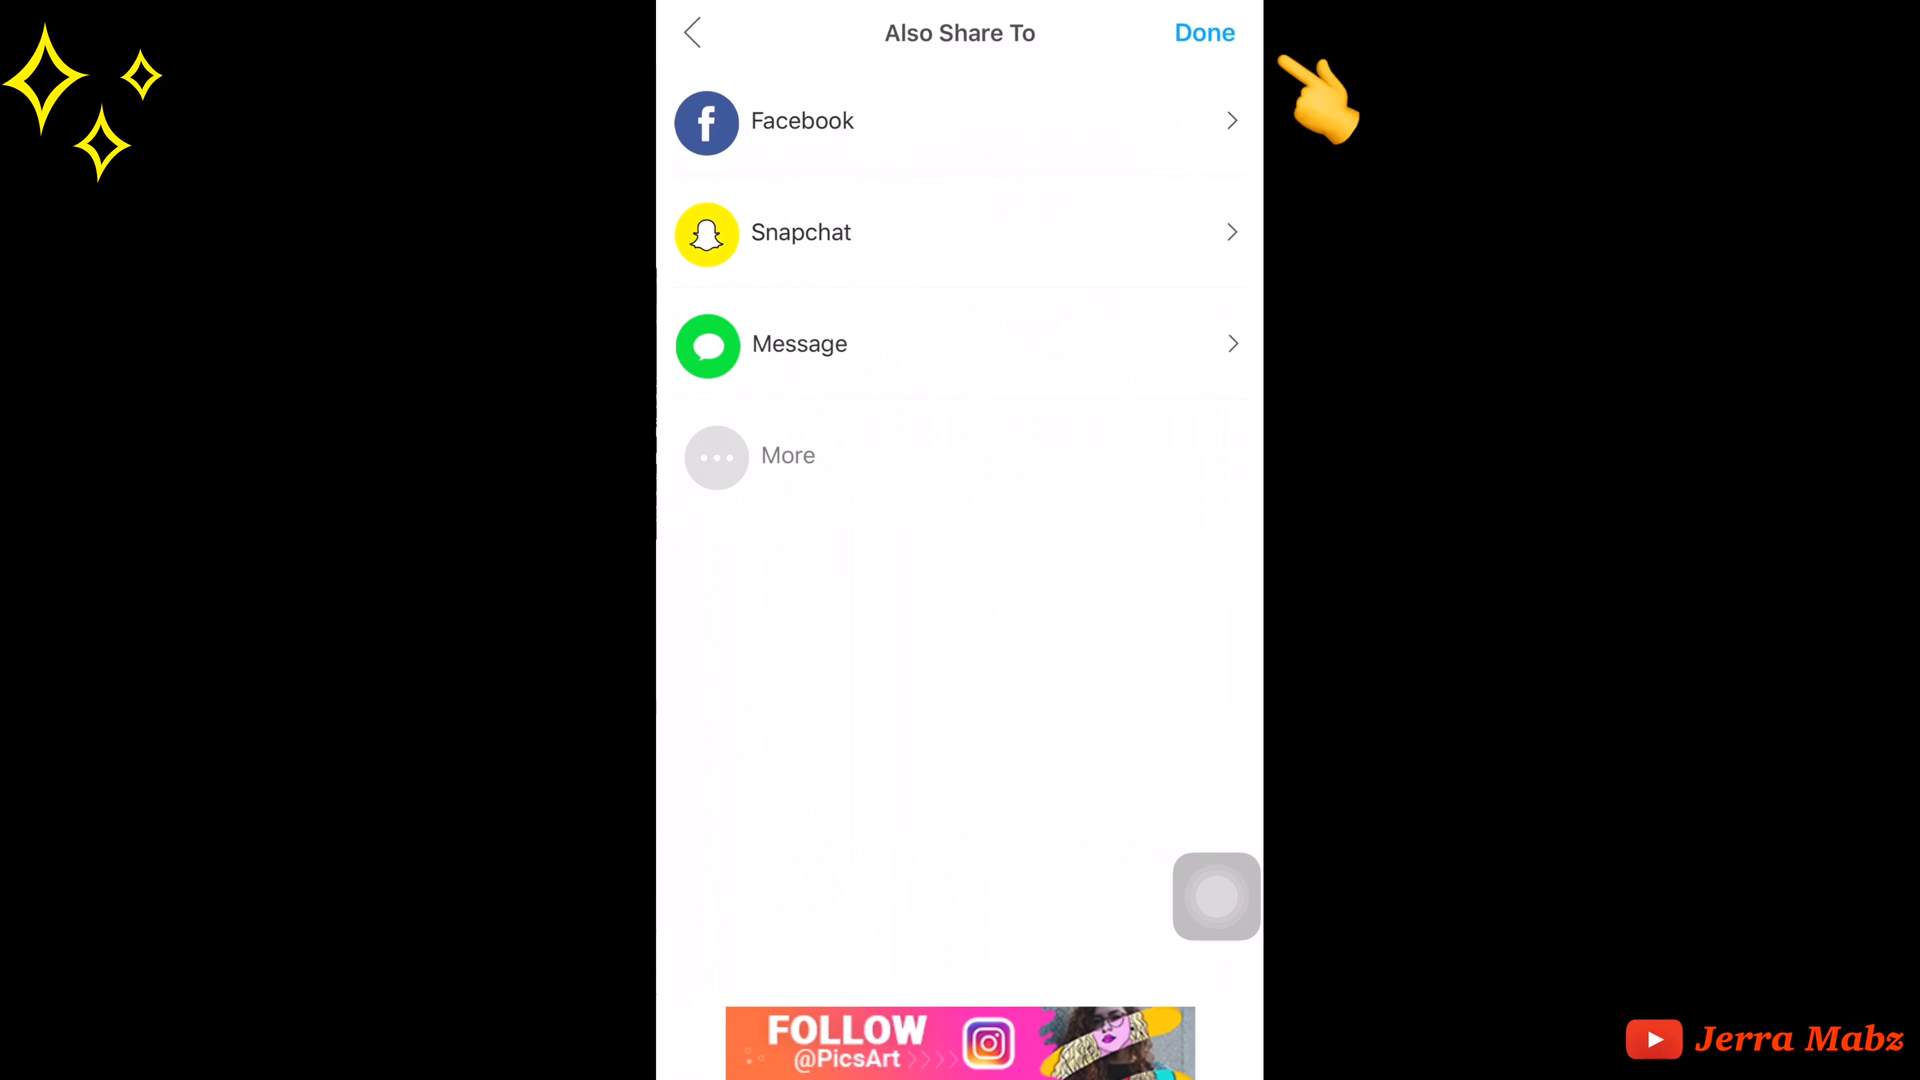 Also Share To
Done
Facebook
Snapchat
Message
More
FOLLOW
@PicsArt
Jerra Mabz